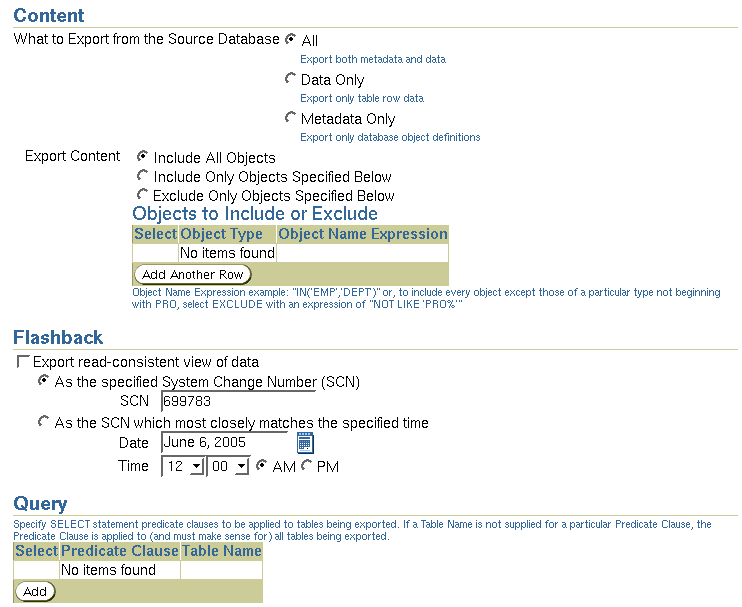 Content
What to Export from the Source Database All
Export both metadata and data
Data Only
Export only table row data
Metadata Only
Export only database object definitions
Export Content Include All Objects
Include Only Objects Specified Below
Exclude Only Objects Specified Below
Objects to Include or Exclude
Select Object Type Object Name Expression
No items found
Add Another Row
Object Name Expression example: "IN('EMP','DEPT')" or, to include every object except those of a particular type not beginning
with PRO, select EXCLUDE with an expression of "NOT LIKE 'PRO%'"
Flashback
Export read-consistent view of data
As the specified System Change Number (SCN)
SCN 699783
As the SCN which most closely matches the specified time
Date June 6, 2005
Time 12 00 AM PM
Query
Specify SELECT statement predicate clauses to be applied to tables being exported. If a Table Name is not supplied for a particular Predicate Clause, the
Predicate Clause is applied to (and must make sense for) all tables being exported.
Select Predicate Clause Table Name
No items found
Add